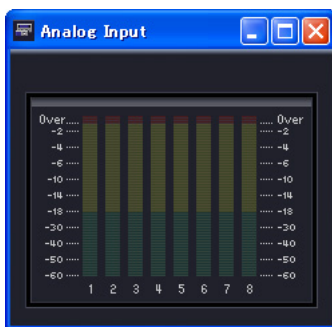 Analog Input
Over..... ..... Over
-2 ..... ..... -2
-4 ..... ..... -4
-6 ..... ..... -6
-10 ..... ..... -10
-14 ..... ..... -14
-18 ..... ..... -18
-30 ..... ..... -30
-40 ..... ..... -40
-50 ..... ..... -50
-60 ..... ..... -60
1 2 3 4 5 6 7 8